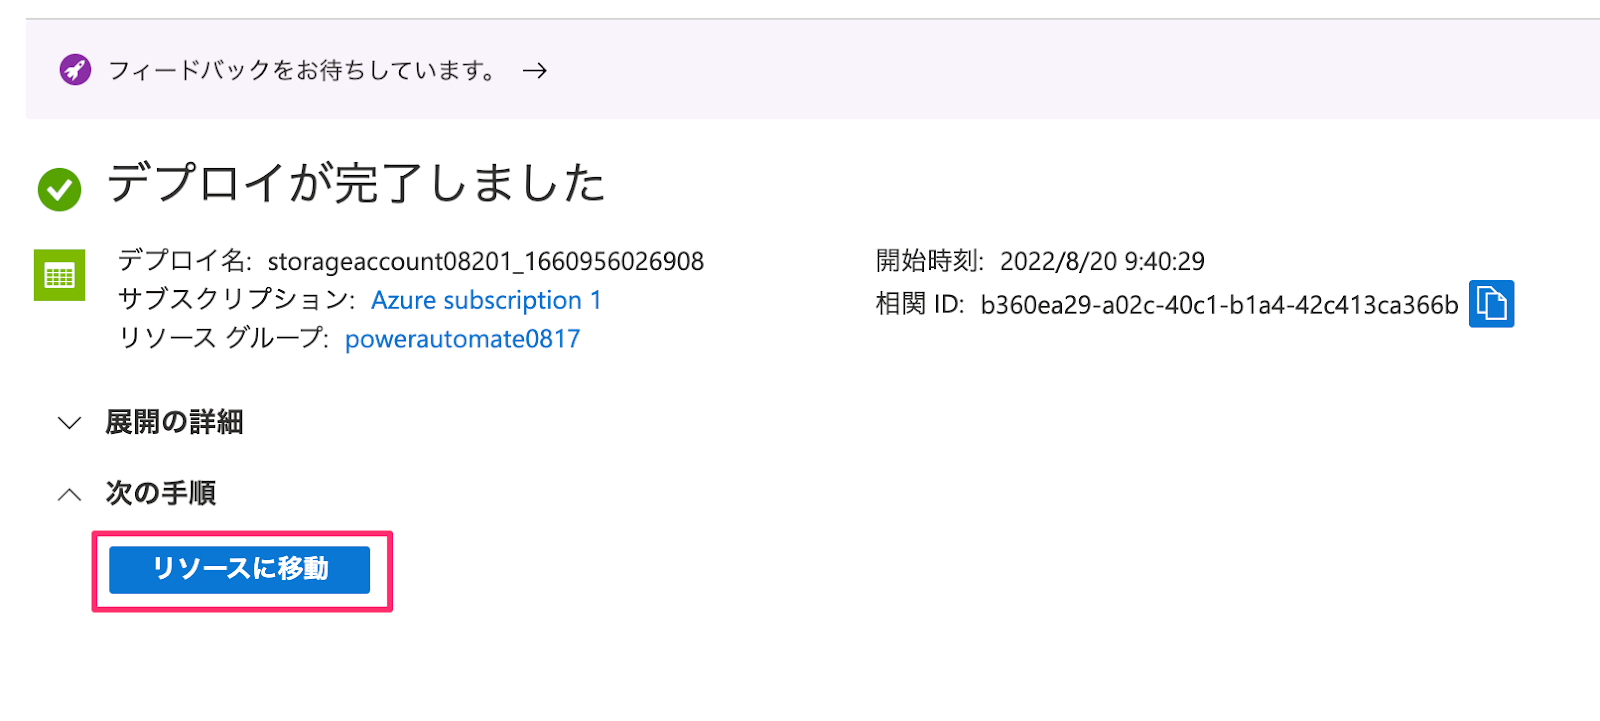 フィードバックをお待ちしています。 →
デプロイが完了しました
デプロイ名: storageaccount08201_1660956026908
サブスクリプション: Azure subscription 1
リソース グループ: powerautomate0817
開始時刻: 2022/8/20 9:40:29
相関 ID: b360ea29-a02c-40c1-b1a4-42c413ca366b
展開の詳細
次の手順
リソースに移動